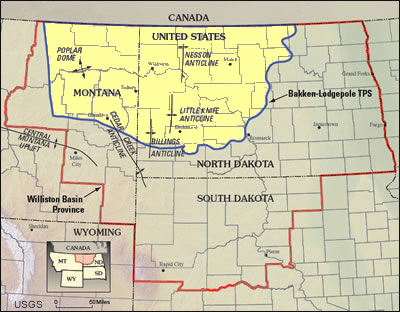 CANADA
UNITED STATES
POPLAR
DOME
NESSON
ANTICLINE
Williston
Minot
Grand Forks
MONTANA
Sidney
Bakken-Lodgepole TPS
Glendive
LITTLE KNIFE
ANTICLINE
CEDAR CREEK
ANTICLINE
BILLINGS
ANTICLINE
Dickinson
Bismarck
Jamestown
Fargo
CENTRAL
MONTANA
UPLIFT
Miles
City
NORTH DAKOTA
Williston Basin
Province
SOUTH DAKOTA
WYOMING
Sheridan
Pierre
Rapid City
CANADA
MT
ND
WY
SD
0
50 Miles
USGS